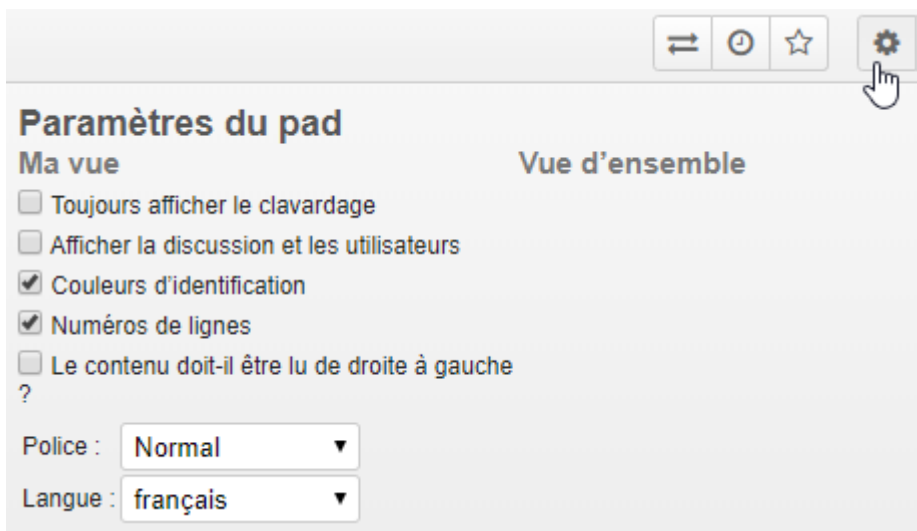 Paramètres du pad
Ma vue
Vue d’ensemble
Toujours afficher le clavardage
Afficher la discussion et les utilisateurs
Couleurs d’identification
Numéros de lignes
Le contenu doit-il être lu de droite à gauche
?
Police : Normal
Langue : français